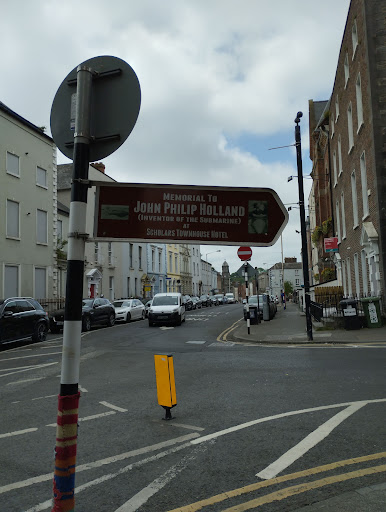 MEMORIAL TO
JOHN PHILIP HOLLAND
(INVENTOR OF THE SUBMARINE)
AT
SCHOLARS TOWNHOUSE HOTEL